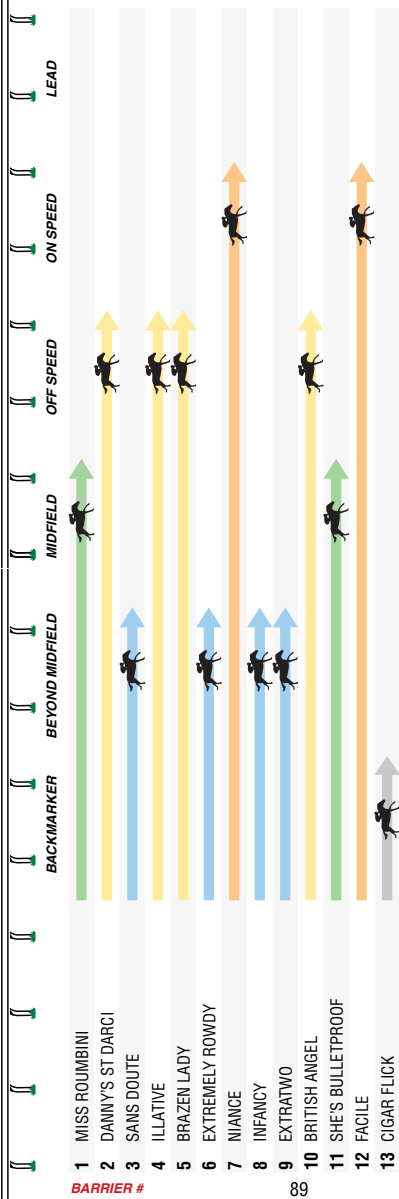 LEAD
ON SPEED
OFF SPEED
MIDFIELD
BEYOND MIDFIELD
BACKMARKER
1 MISS ROUMBINI
2 DANNY'S ST DARCI
3 SANS DOUTE
4 ILLATIVE
5 BRAZEN LADY
6 EXTREMELY ROWDY
7 NIANCE
8 INFANCY
9 EXTRATWO
10 BRITISH ANGEL
11 SHE'S BULLETPROOF
12 FACILE
13 CIGAR FLICK
BARRIER #
89